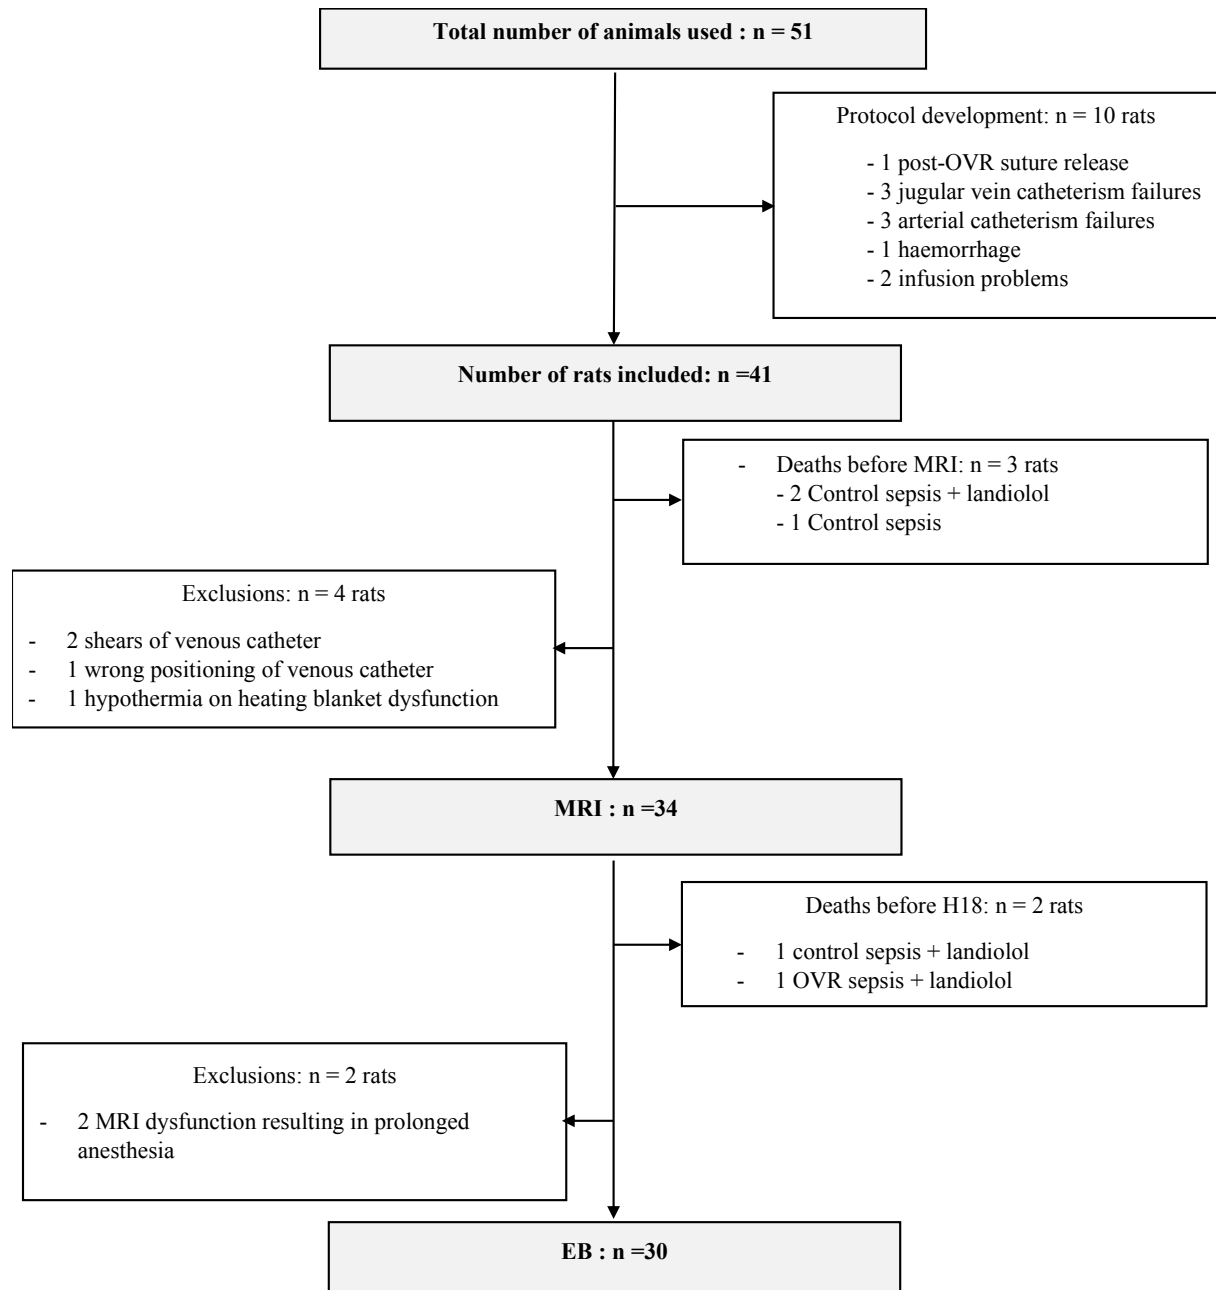 Total number of animals used : n = 51
Protocol development: n = 10 rats
- 1 post-OVR suture release
- 3 jugular vein catheterism failures
- 3 arterial catheterism failures
- 1 haemorrhage
- 2 infusion problems
Number of rats included: n =41
- Deaths before MRI: n = 3 rats
- 2 Control sepsis + landiolol
- 1 Control sepsis
Exclusions: n = 4 rats
- 2 shears of venous catheter
- 1 wrong positioning of venous catheter
- 1 hypothermia on heating blanket dysfunction
MRI : n =34
Deaths before H18: n = 2 rats
- 1 control sepsis + landiolol
- 1 OVR sepsis + landiolol
Exclusions: n = 2 rats
- 2 MRI dysfunction resulting in prolonged
anesthesia
EB : n =30